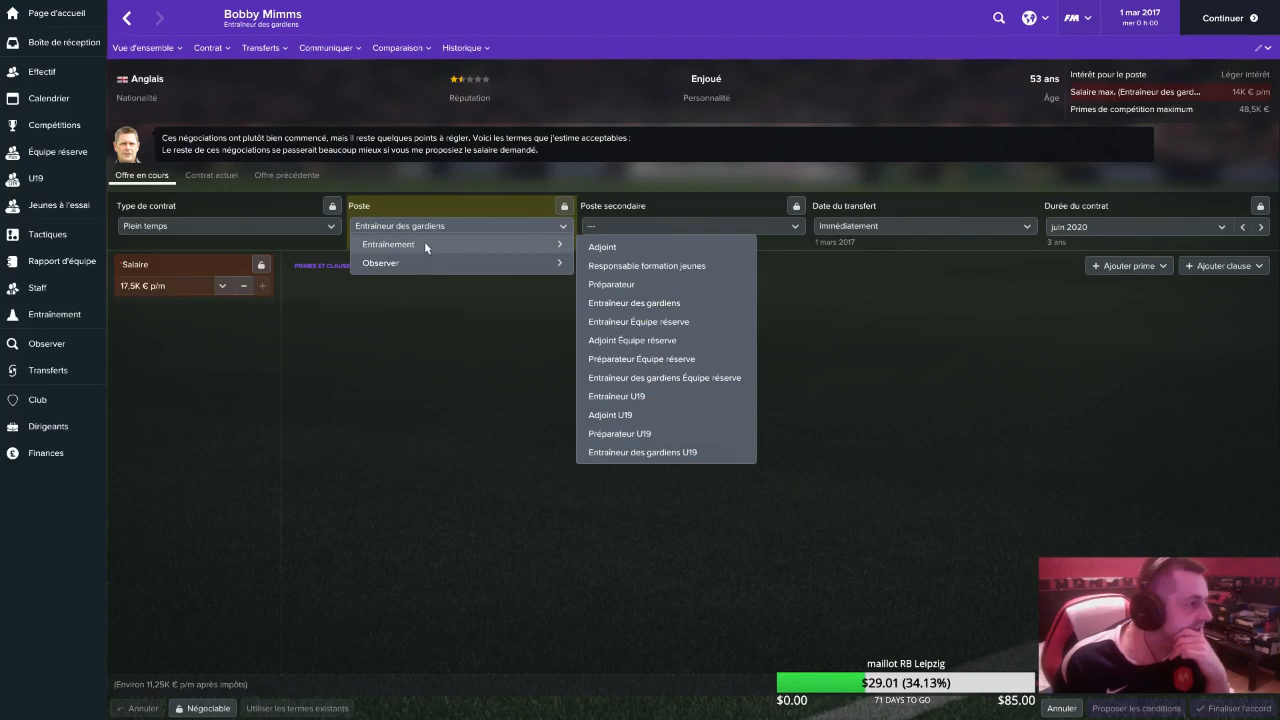 Page d'accueil
Boîte de réception
Effectif
Calendrier
Compétitions
Équipe réserve
U19
Jeunes à l'essai
Tactiques
Rapport d'équipe
Staff
Entraînement
Observer
Transferts
Club
Dirigeants
Finances
Bobby Mimms
Entraîneur des gardiens
FM
1 mar 2017
mer 0 h 00
Continuer
Vue d'ensemble
Contrat
Transferts
Communiquer
Comparaison
Historique
Anglais
Nationalité
Réputation
Enjoué
Personnalité
53 ans
Âge
Intérêt pour le poste Léger intérêt
Salaire max. (Entraîneur des gard... 14K € p/m
Primes de compétition maximum 48,5K €
Ces négociations ont plutôt bien commencé, mais il reste quelques points à régler. Voici les termes que j'estime acceptables :
Le reste de ces négociations se passerait beaucoup mieux si vous me proposiez le salaire demandé.
Offre en cours
Contrat actuel
Offre précédente
Type de contrat
Plein temps
Poste
Entraîneur des gardiens
Entraînement
Observer
Poste secondaire
---
Adjoint
Responsable formation jeunes
Préparateur
Entraîneur des gardiens
Entraîneur Équipe réserve
Adjoint Équipe réserve
Préparateur Équipe réserve
Entraîneur des gardiens Équipe réserve
Entraîneur U19
Adjoint U19
Préparateur U19
Entraîneur des gardiens U19
Date du transfert
Immédiatement
1 mars 2017
Durée du contrat
juin 2020
3 ans
Salaire
17,5K € p/m
PRIMES ET CLAUSE
+ Ajouter prime
+ Ajouter clause
(Environ 11,25K € p/m après impôts)
Annuler
Négociable
Utiliser les termes existants
maillot RB Leipzig
$29.01 (34.13%)
$0.00
71 DAYS TO GO
$85.00
Annuler
Proposer les conditions
Finaliser l'accord